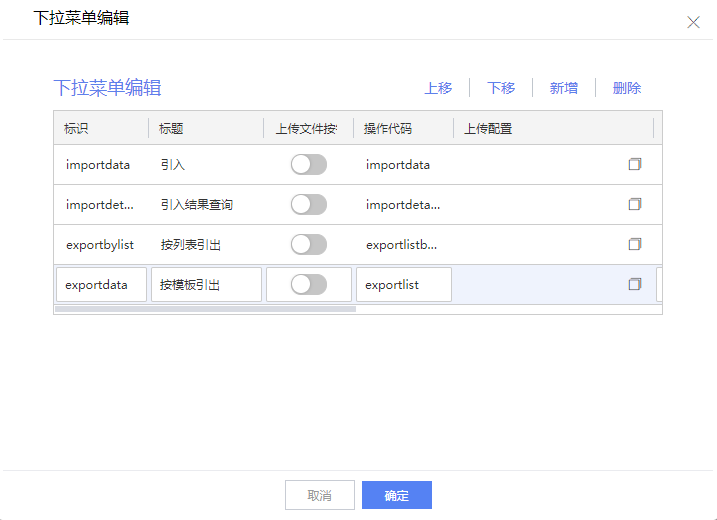 下拉菜单编辑
下拉菜单编辑 上移 下移 新增 删除
标识 标题 上传文件按 操作代码 上传配置
importdata 引入 importdata
importdet... 引入结果查询 importdeta...
exportbylist 按列表引出 exportlistb...
exportdata 按模板引出 exportlist
取消 确定